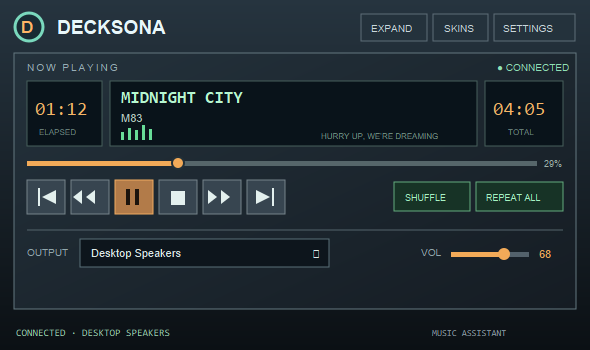 D DECKSONA EXPAND SKINS SETTINGS
NOW PLAYING ● CONNECTED
01:12 MIDNIGHT CITY 04:05
M83
ELAPSED HURRY UP, WE'RE DREAMING TOTAL
29%
SHUFFLE REPEAT ALL
OUTPUT Desktop Speakers VOL 68
CONNECTED · DESKTOP SPEAKERS MUSIC ASSISTANT